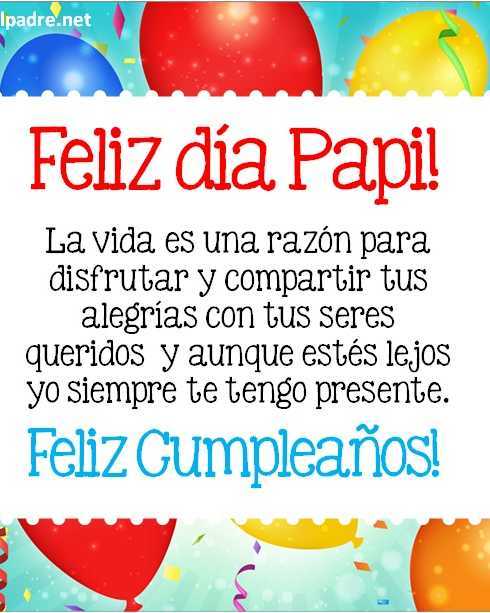 lpadre.net
Feliz día Papi!
La vida es una razón para
disfrutar y compartir tus
alegrías con tus seres
queridos y aunque estés lejos
yo siempre te tengo presente.
Feliz Cumpleaños!